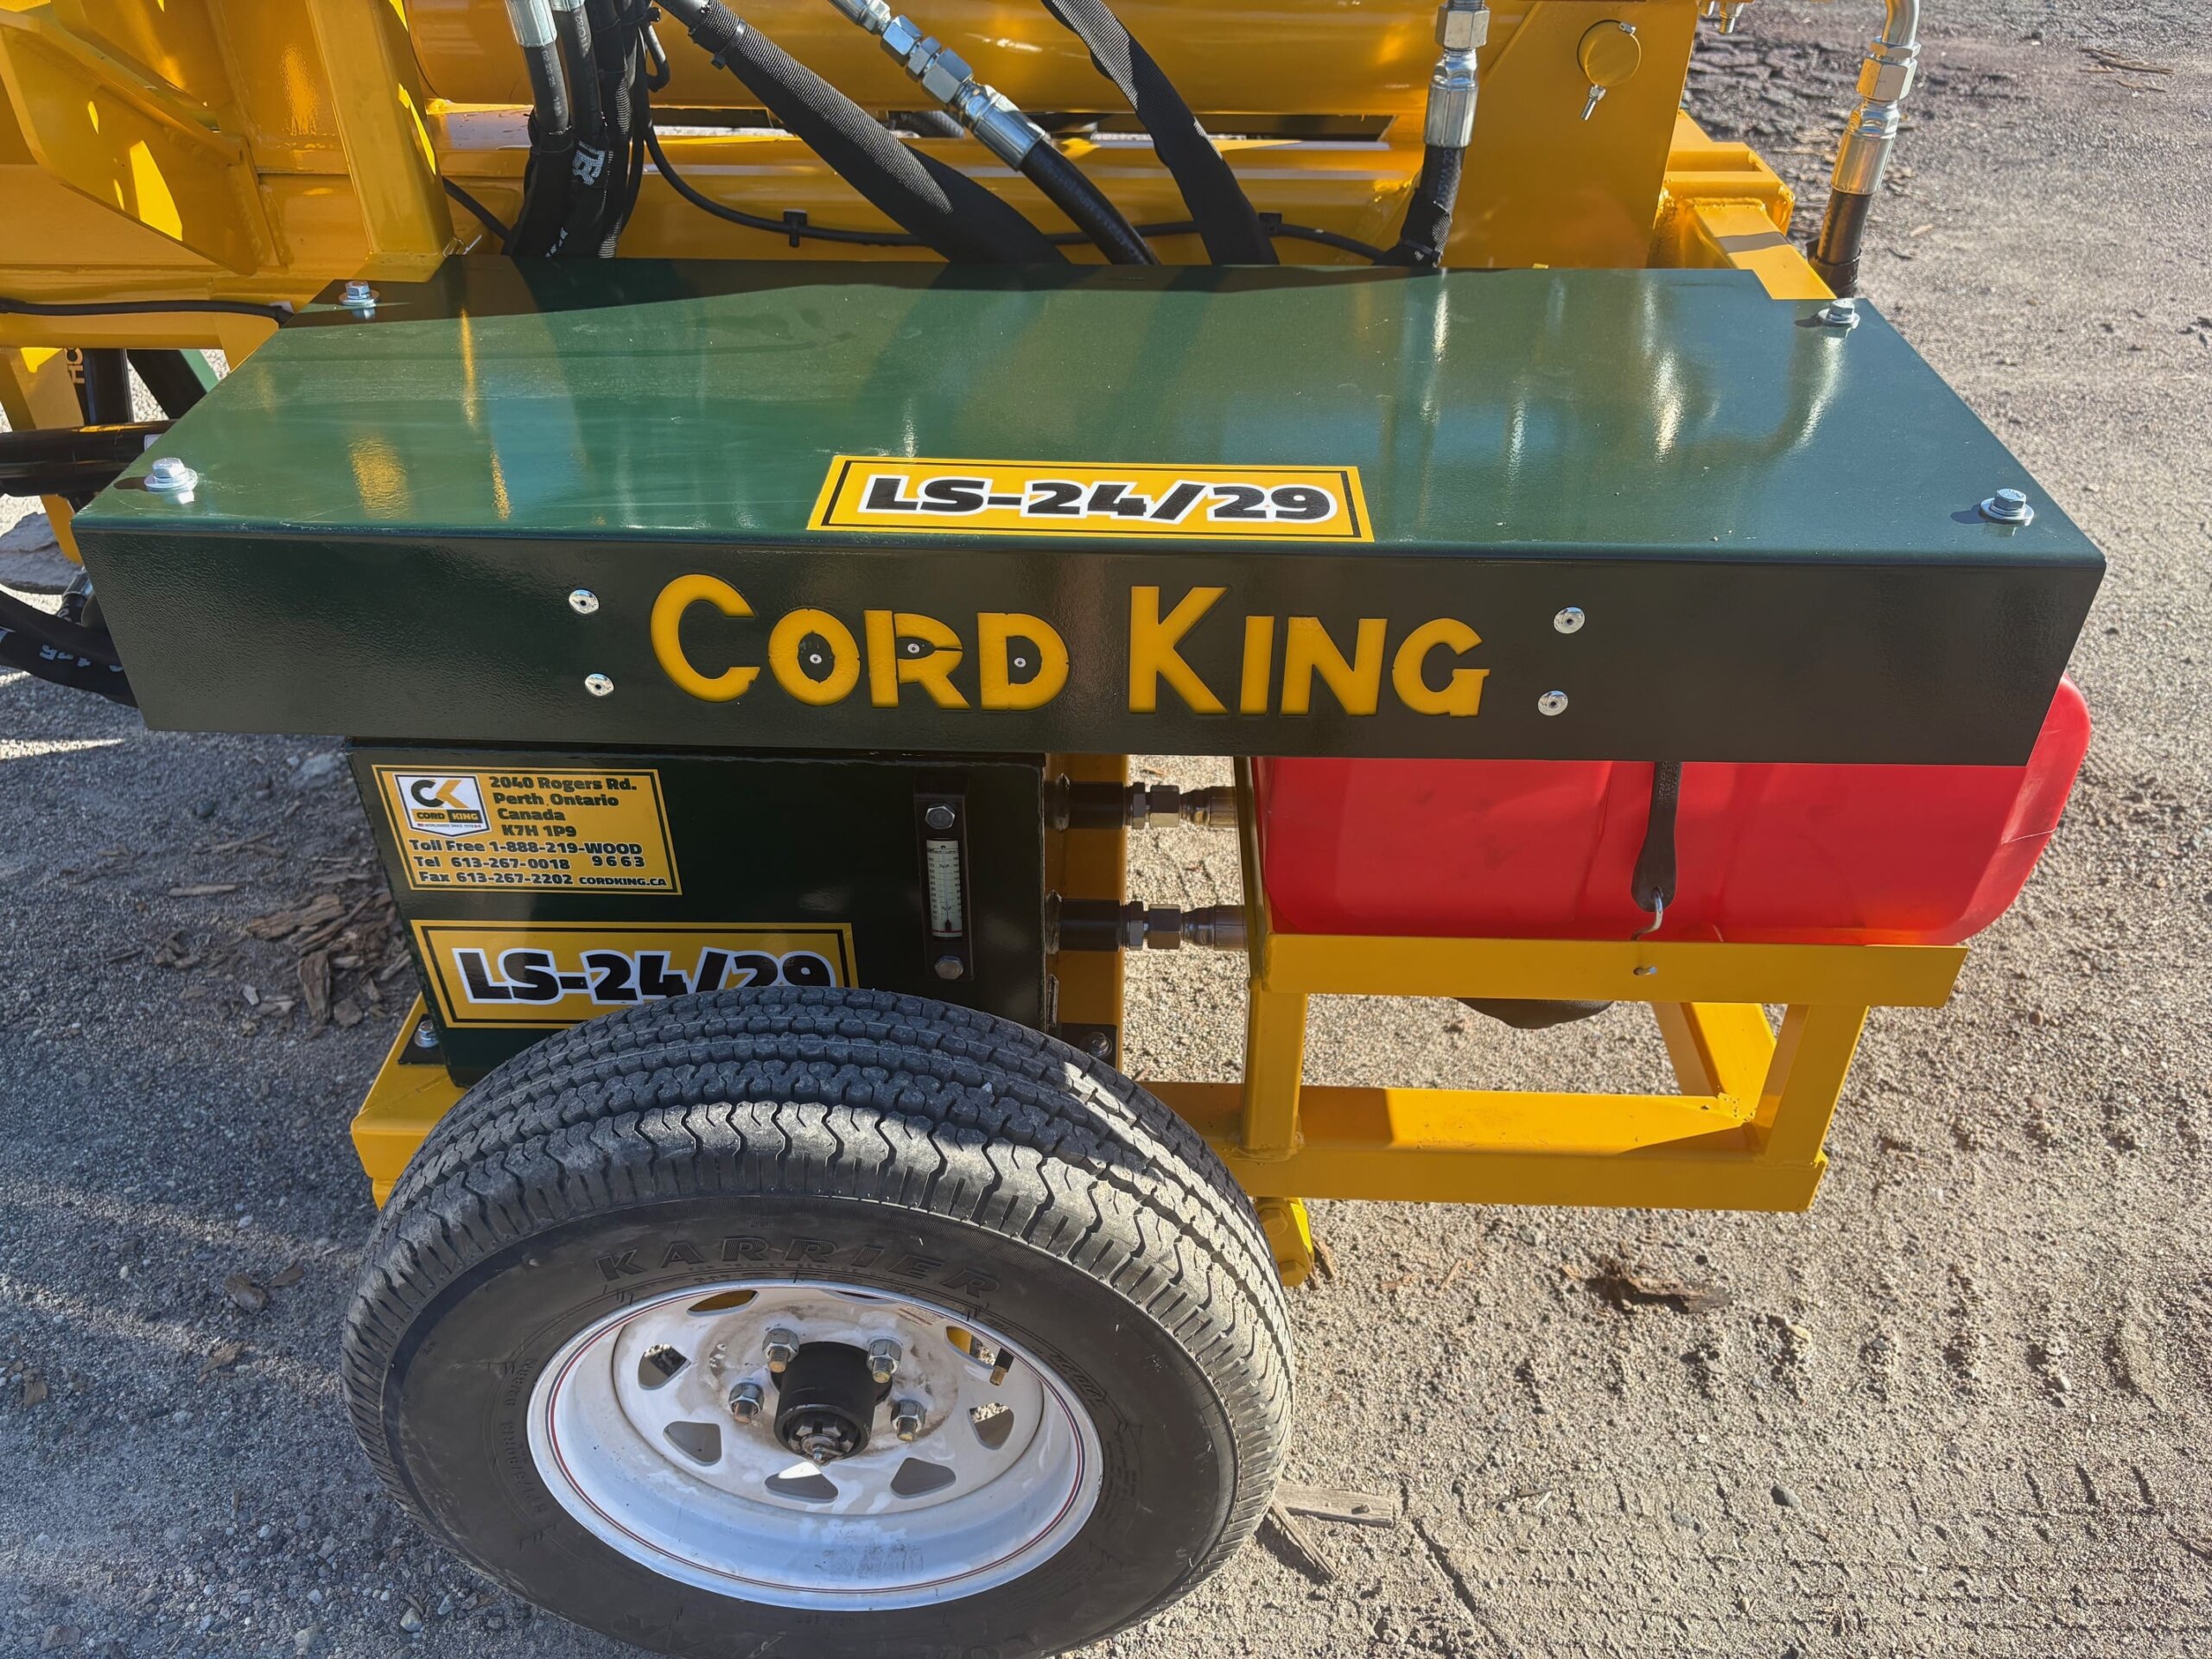 LS-24/29
CORD KING
CK
CORD KING
2040 Rogers Rd.
Perth, Ontario
Canada
K7H 1P9
Toll Free 1-888-219-WOOD
9663
Tel 613-267-0018
Fax 613-267-2202 CORDKING.CA
LS-24/29
KARRIER